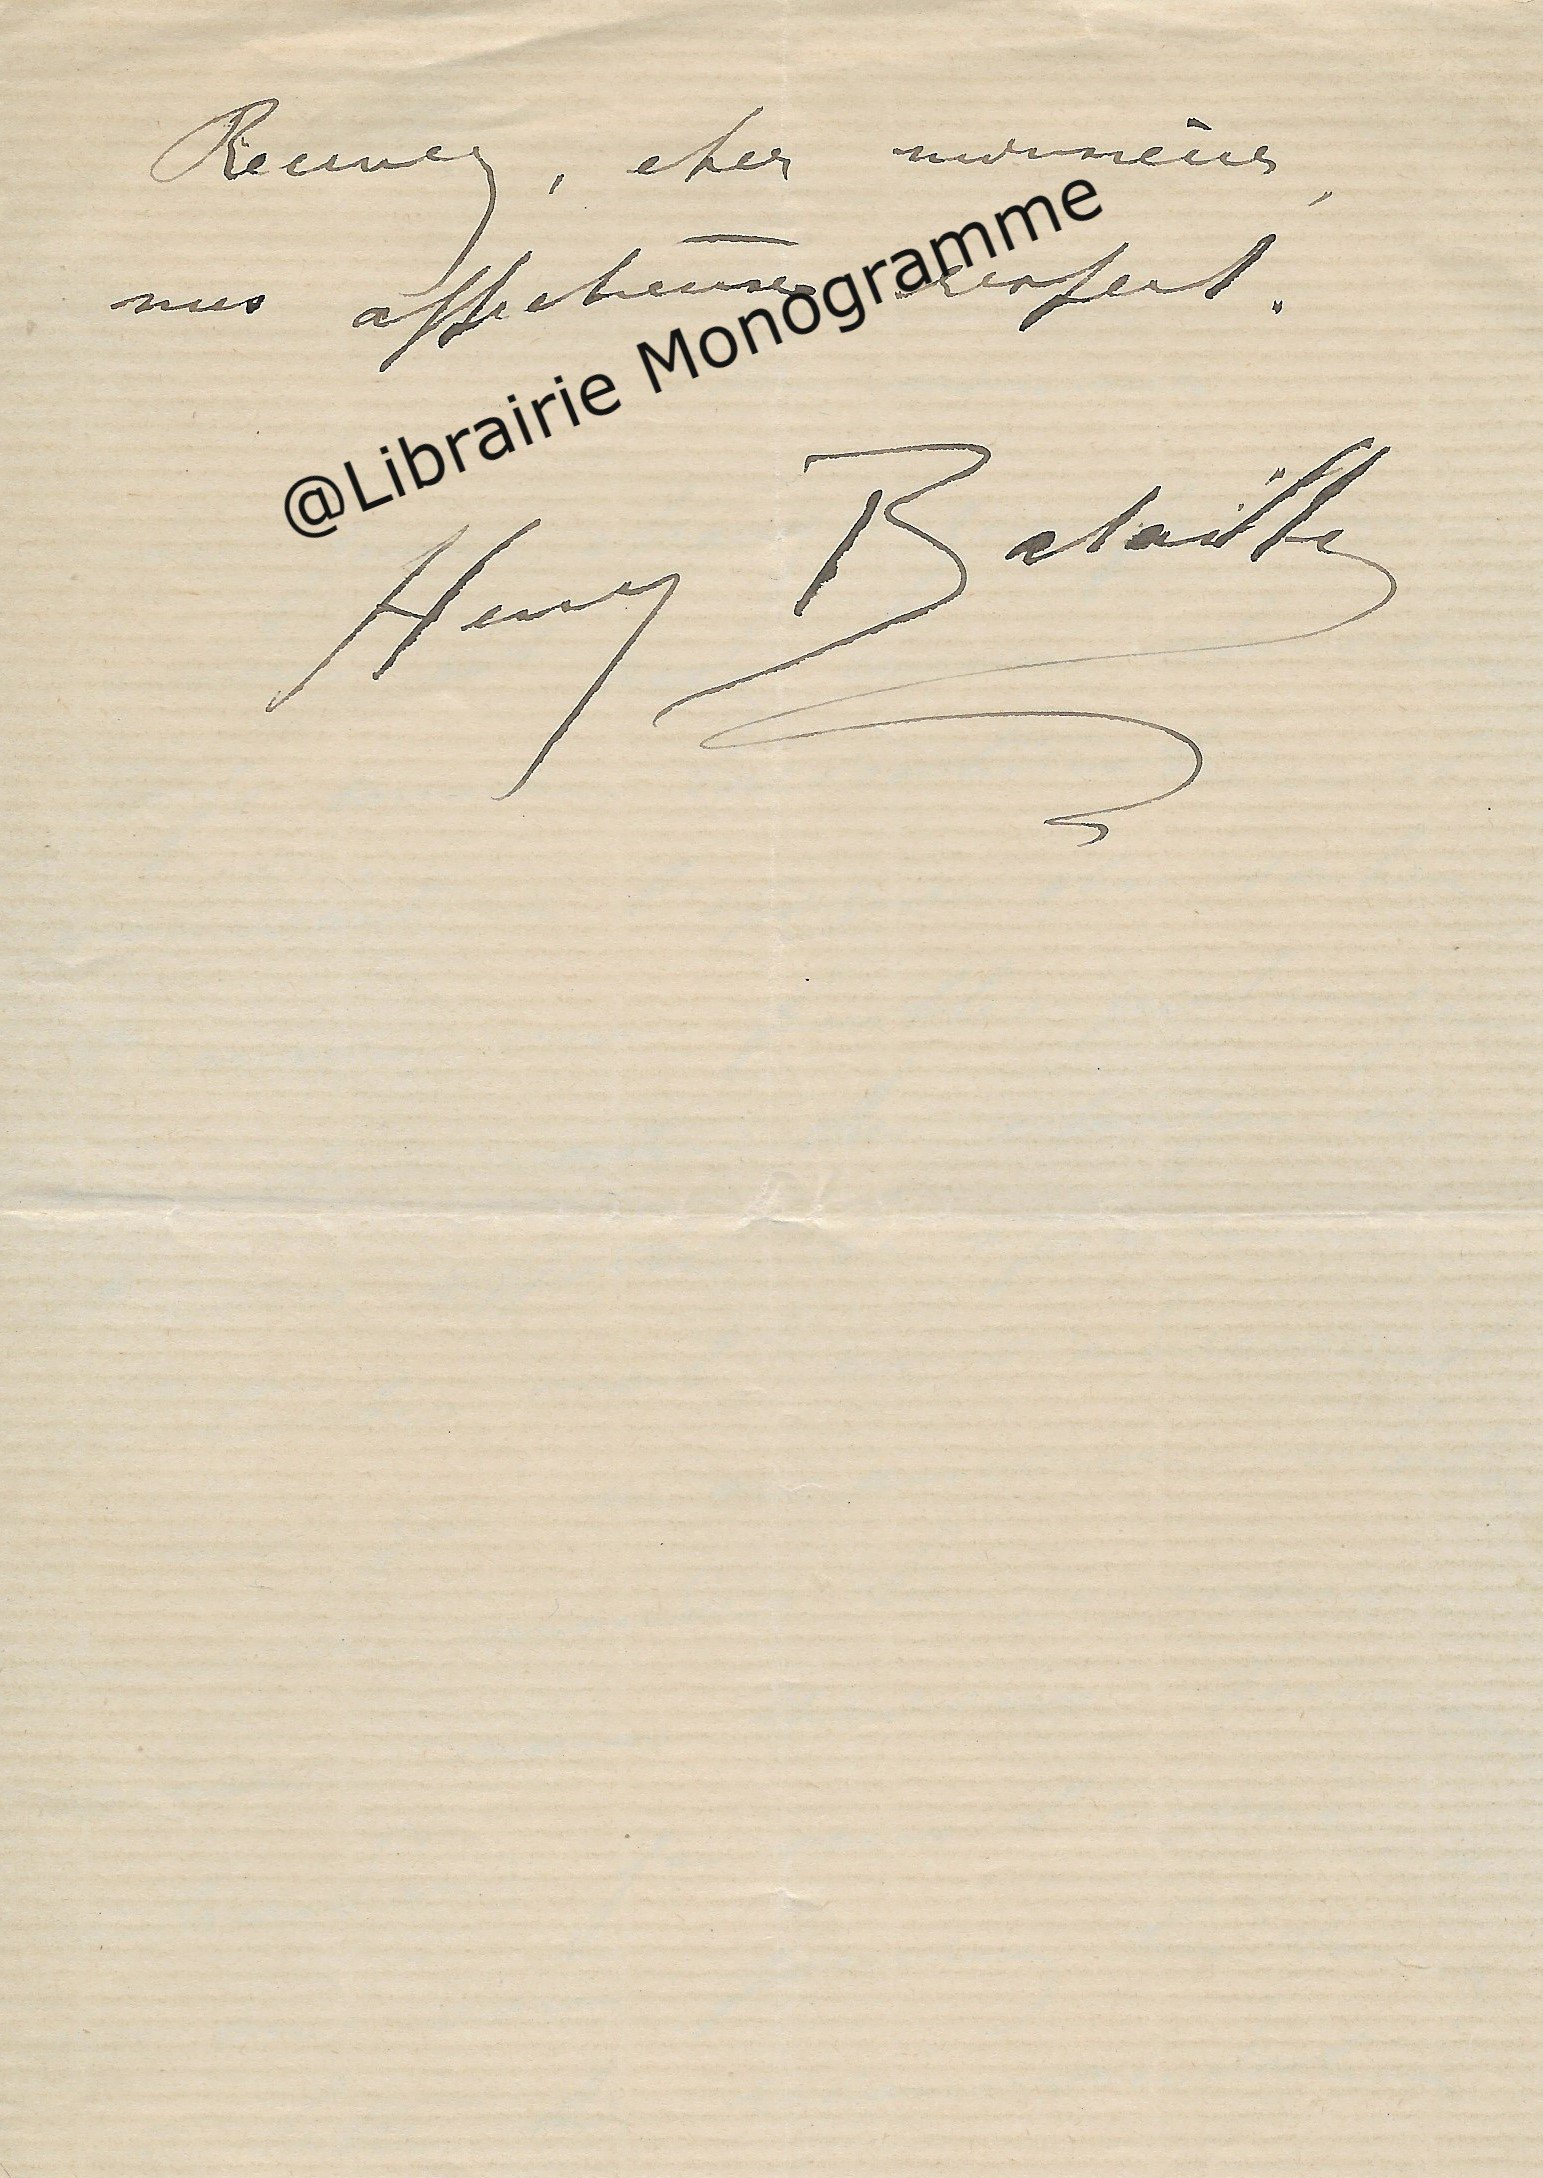 Recevez, cher monsieur,
mes affectueux respects.
@Librairie Monogramme
Henry Bataille